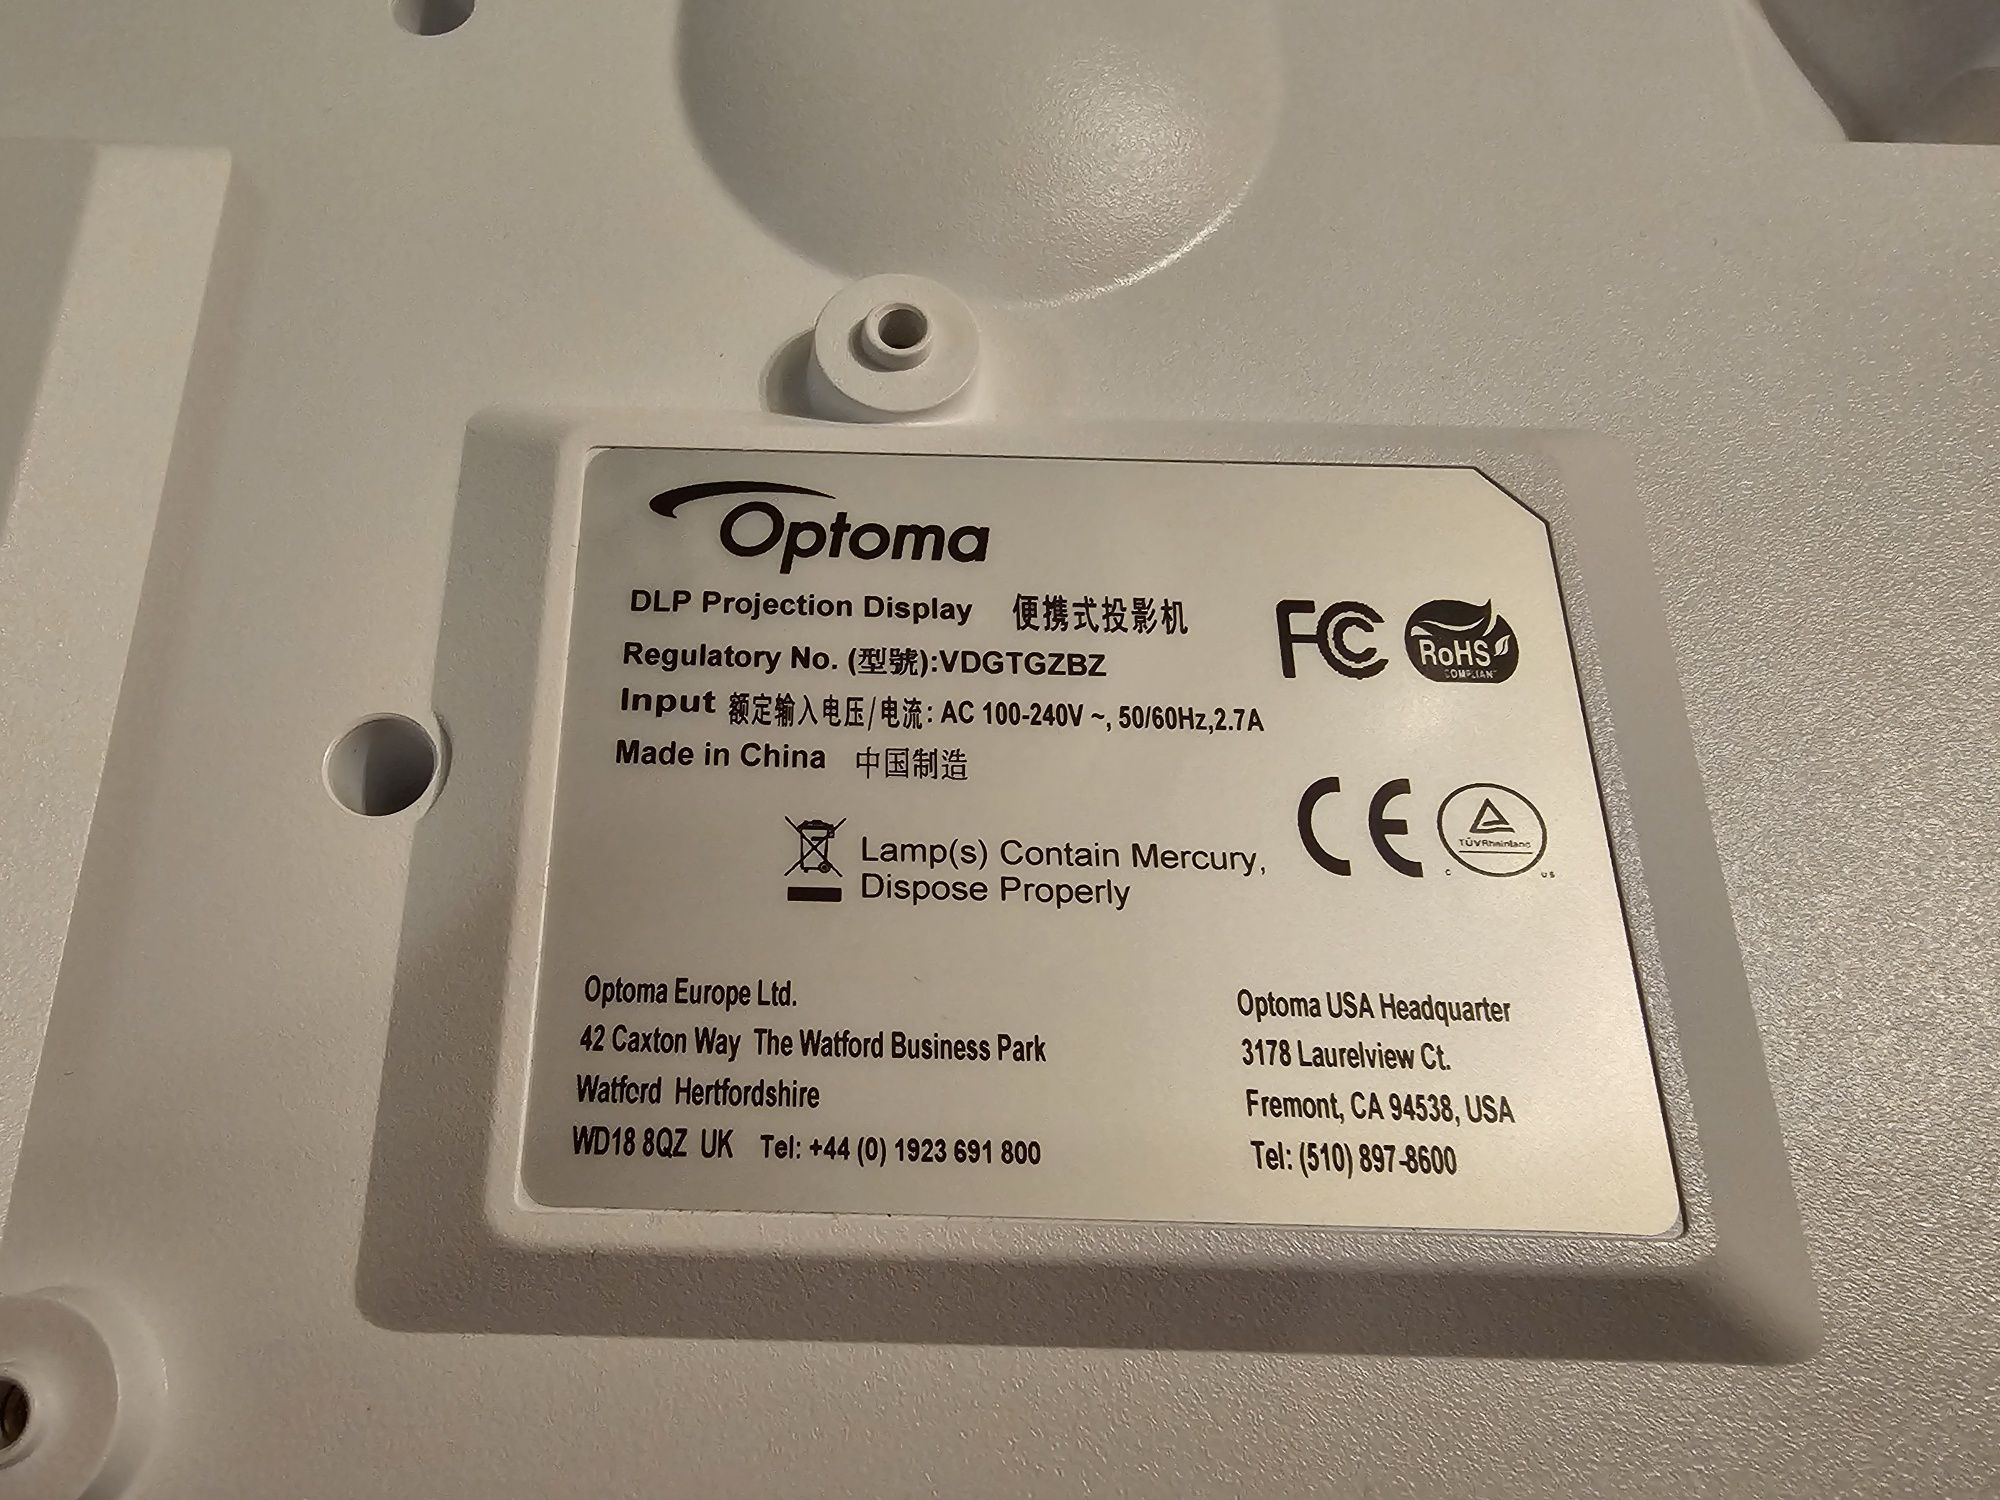 Optoma
DLP Projection Display 便携式投影机
Regulatory No. (型號):VDGTGZBZ
Input 额定输入电压/电流: AC 100-240V ~, 50/60Hz,2.7A
Made in China 中国制造
FC
RoHS
COMPLIANT
CE
TÜVRheinland
C US
Lamp(s) Contain Mercury,
Dispose Properly
Optoma Europe Ltd.
42 Caxton Way The Watford Business Park
Watford Hertfordshire
WD18 8QZ UK Tel: +44 (0) 1923 691 800
Optoma USA Headquarter
3178 Laurelview Ct.
Fremont, CA 94538, USA
Tel: (510) 897-8600